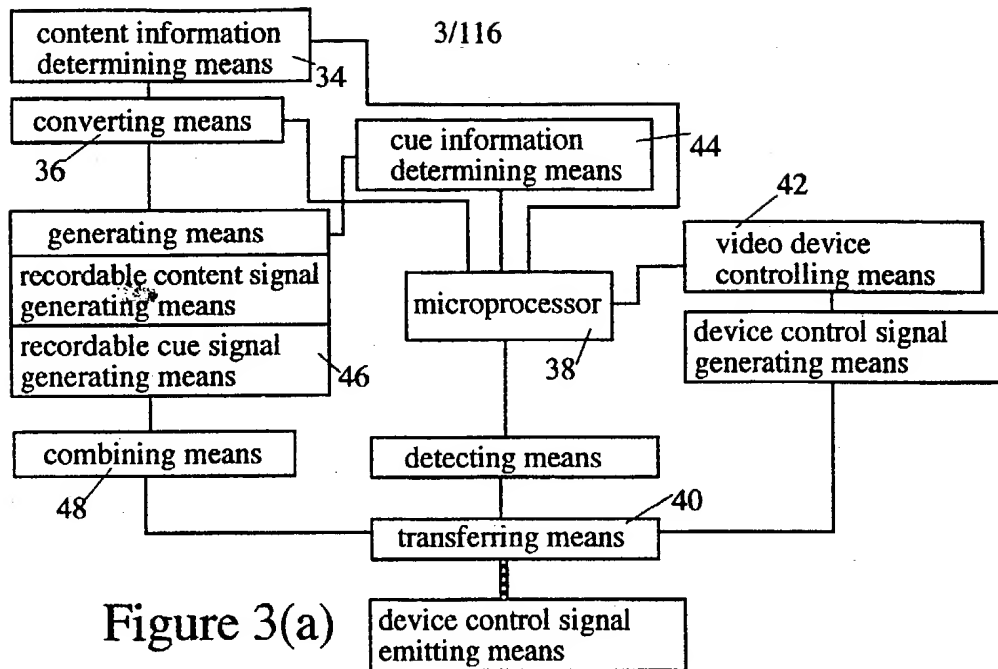 content information
determining means
34
3/116
converting means
36
cue information
determining means
44
42
generating means
video device
controlling means
recordable content signal
generating means
microprocessor
38
recordable cue signal
generating means
46
device control signal
generating means
combining means
48
detecting means
40
transferring means
Figure 3(a)
device control signal
emitting means